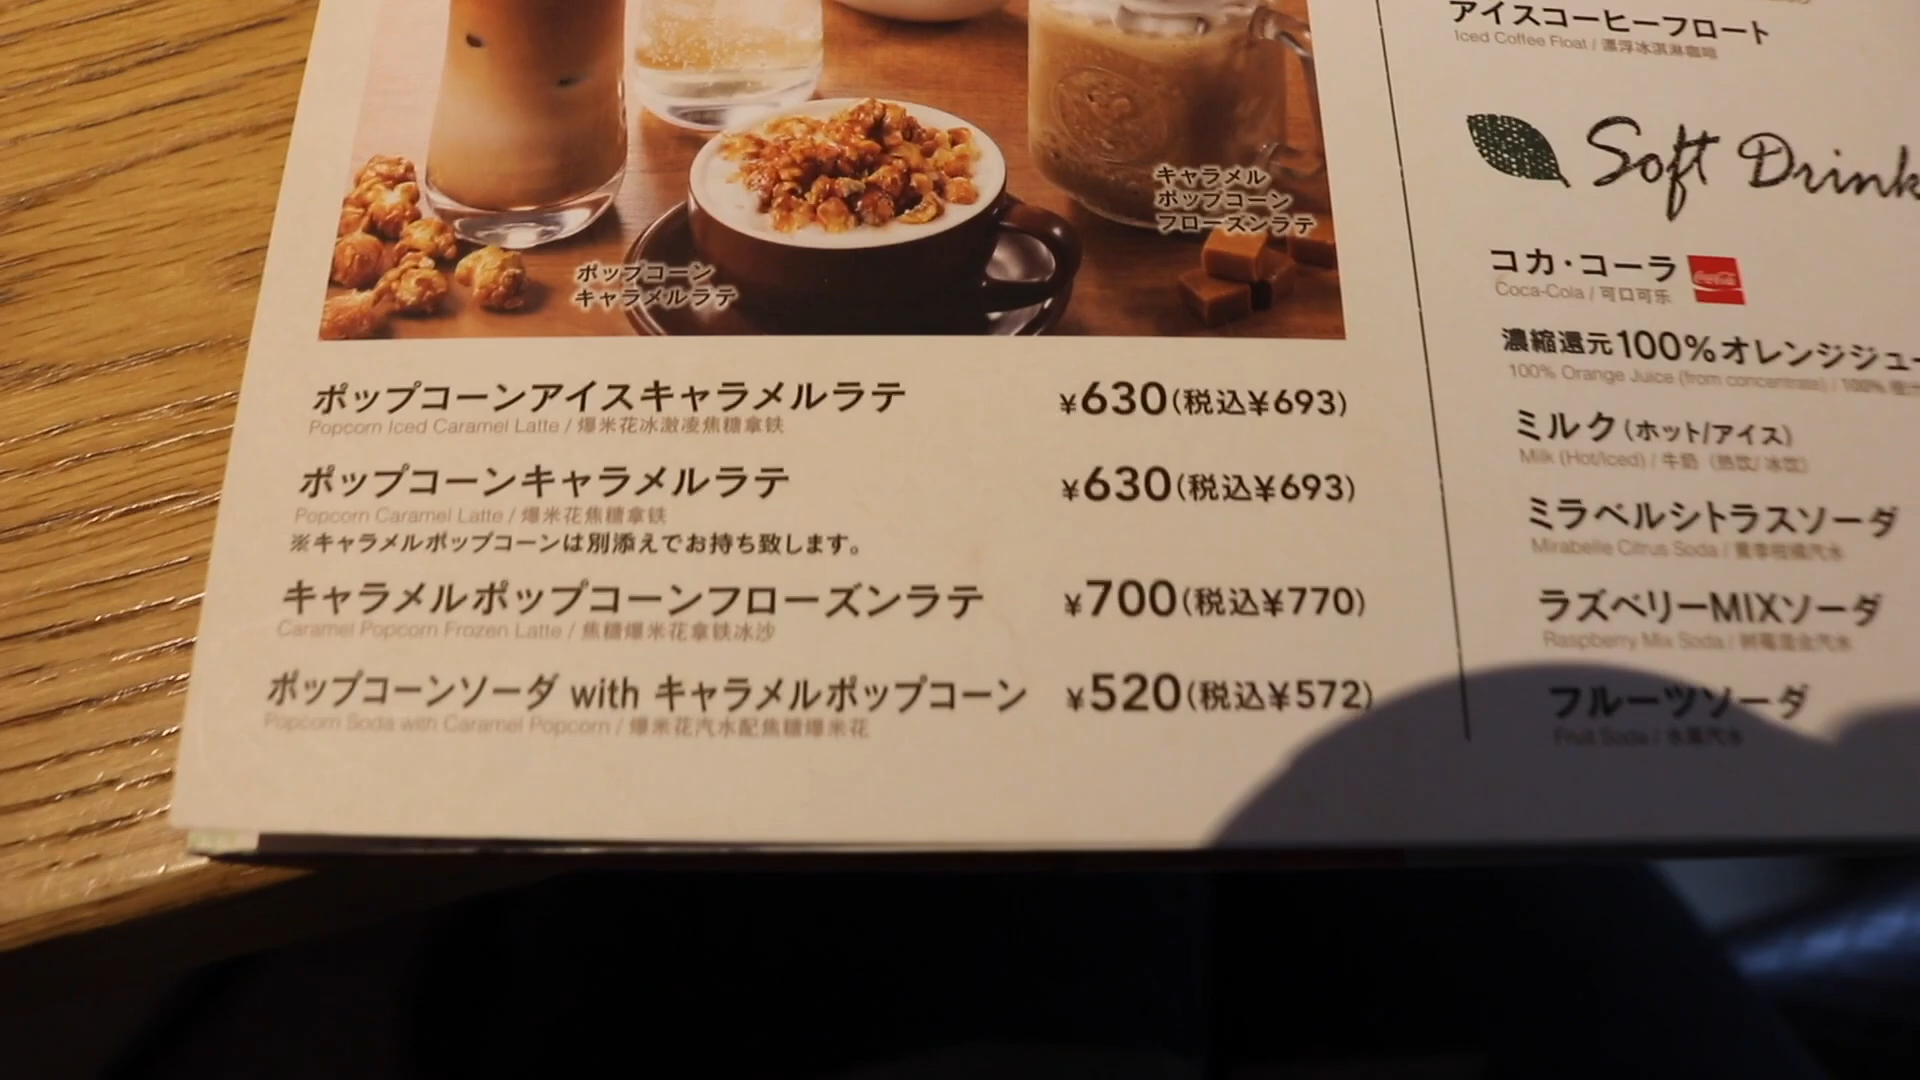 キャラメル
ポップコーン
フローズンラテ
ポップコーン
キャラメルラテ
ポップコーンアイスキャラメルラテ ¥630(税込¥693)
Popcorn Iced Caramel Latte / 爆米花冰激凌焦糖拿铁
ポップコーンキャラメルラテ ¥630(税込¥693)
Popcorn Caramel Latte / 爆米花焦糖拿铁
※キャラメルポップコーンは別添えでお持ち致します。
キャラメルポップコーンフローズンラテ ¥700(税込¥770)
Caramel Popcorn Frozen Latte / 焦糖爆米花拿铁冰沙
ポップコーンソーダ with キャラメルポップコーン ¥520(税込¥572)
Popcorn Soda with Caramel Popcorn / 爆米花汽水配焦糖爆米花
アイスコーヒーフロート
Iced Coffee Float / 漂浮冰淇淋咖啡
Soft Drink
コカ・コーラ Coca-Cola
Coca-Cola / 可口可乐
濃縮還元100%オレンジジュー
100% Orange Juice (from concentrate) / 100%
ミルク(ホット/アイス)
Milk (Hot/Iced) / 牛奶(热饮/冰饮)
ミラベルシトラスソーダ
Mirabelle Citrus Soda /
ラズベリーMIXソーダ
Raspberry Mix Soda / 树莓混合汽水
フルーツソーダ
Fruit Soda / 水果汽水